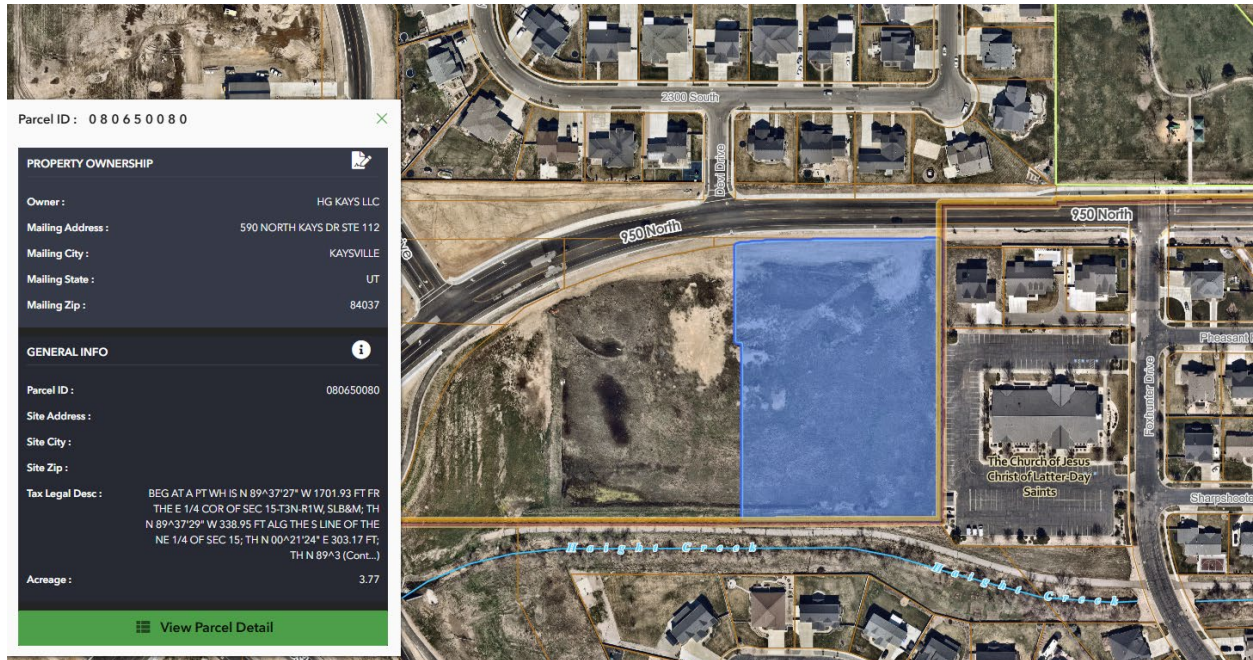 Parcel ID : 080650080
PROPERTY OWNERSHIP
Owner : HG KAYS LLC
Mailing Address : 590 NORTH KAYS DR STE 112
Mailing City : KAYSVILLE
Mailing State : UT
Mailing Zip : 84037
GENERAL INFO
Parcel ID : 080650080
Site Address :
Site City :
Site Zip :
Tax Legal Desc : BEG AT A PT WH IS N 89^37'27" W 1701.93 FT FR
THE E 1/4 COR OF SEC 15-T3N-R1W, SLB&M; TH
N 89^37'29" W 338.95 FT ALG THE S LINE OF THE
NE 1/4 OF SEC 15; TH N 00^21'24" E 303.17 FT;
TH N 89^3 (Cont...)
Acreage : 3.77
View Parcel Detail
2300 South
Devi Drive
950 North
950 North
Pheasant
Foxhunter Drive
The Church of Jesus
Christ of Latter-Day
Saints
Sharpshooter
Haight Creek
Haight Creek